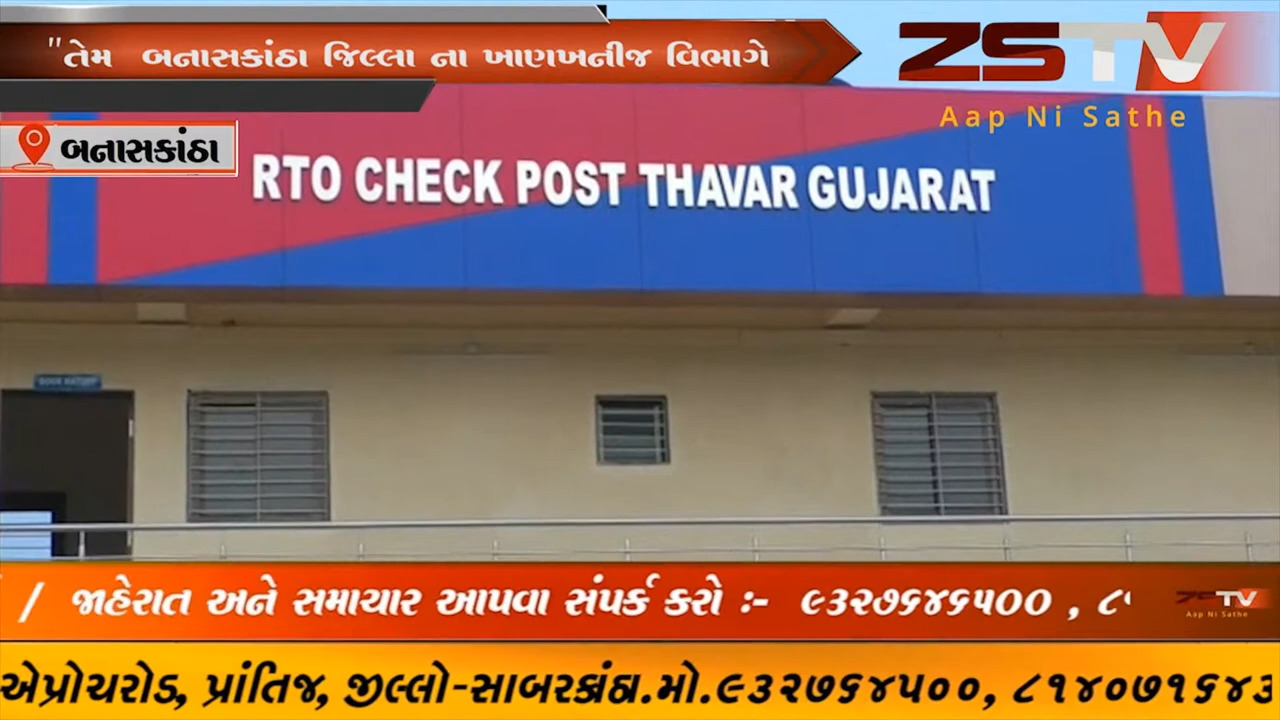 "તેમ બનાસકાંઠા જિલ્લા ના ખાણખનીજ વિભાગે
ZSTV
Aap Ni Sathe
બનાસકાંઠા
RTO CHECK POST THAVAR GUJARAT
/ જાહેરાત અને સમાચાર આપવા સંપર્ક કરો :- ૯૩૨૭૬૪૬૫૦૦ , ૮૧
ZSTV
Aap Ni Sathe
એપ્રોચરોડ, પ્રાંતિજ, જીલ્લો-સાબરકાંઠા.મો.૯૩૨૭૬૪૫૦૦, ૮૧૪૦૭૧૬૪૩